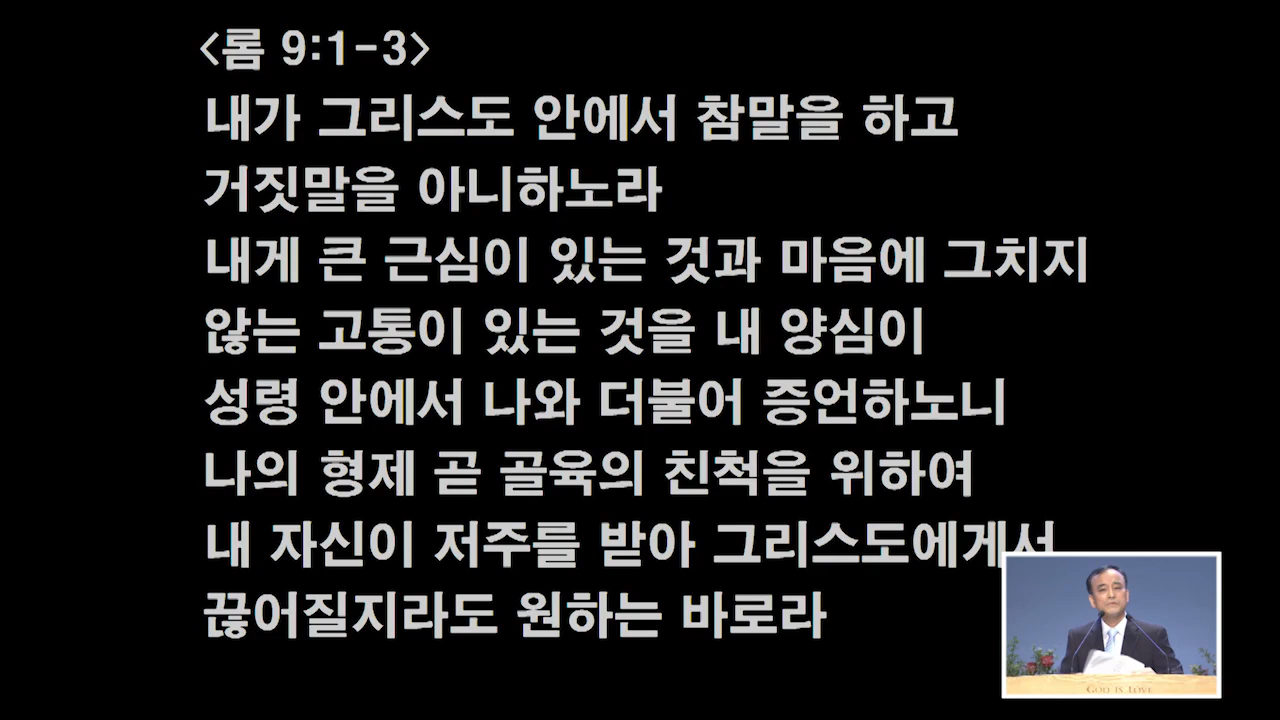 <롬 9:1-3>
내가 그리스도 안에서 참말을 하고
거짓말을 아니하노라
내게 큰 근심이 있는 것과 마음에 그치지
않는 고통이 있는 것을 내 양심이
성령 안에서 나와 더불어 증언하노니
나의 형제 곧 골육의 친척을 위하여
내 자신이 저주를 받아 그리스도에게서
끊어질지라도 원하는 바로라
GOD IS LOVE